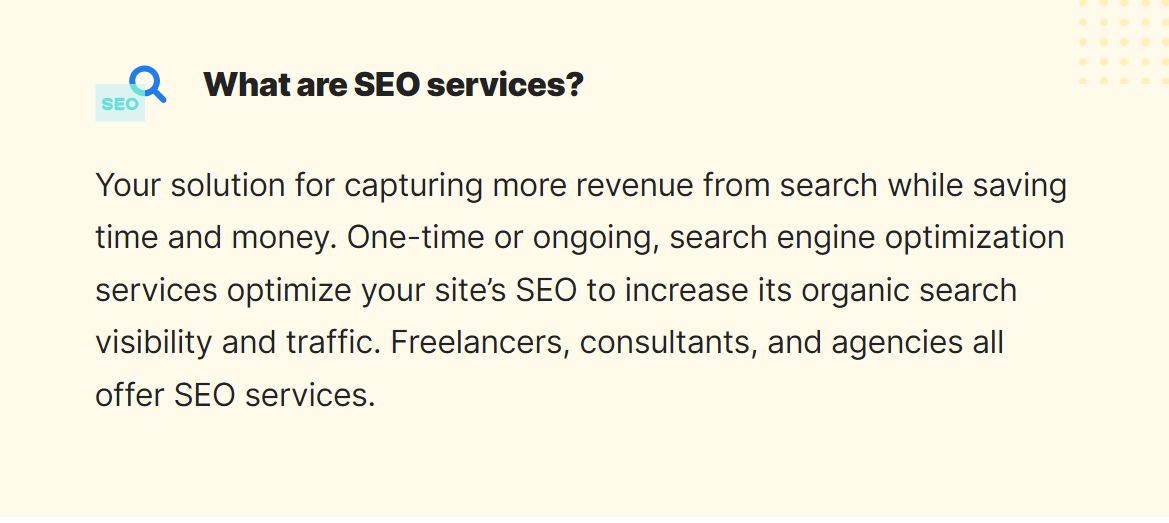 SEO
What are SEO services?
Your solution for capturing more revenue from search while saving
time and money. One-time or ongoing, search engine optimization
services optimize your site’s SEO to increase its organic search
visibility and traffic. Freelancers, consultants, and agencies all
offer SEO services.